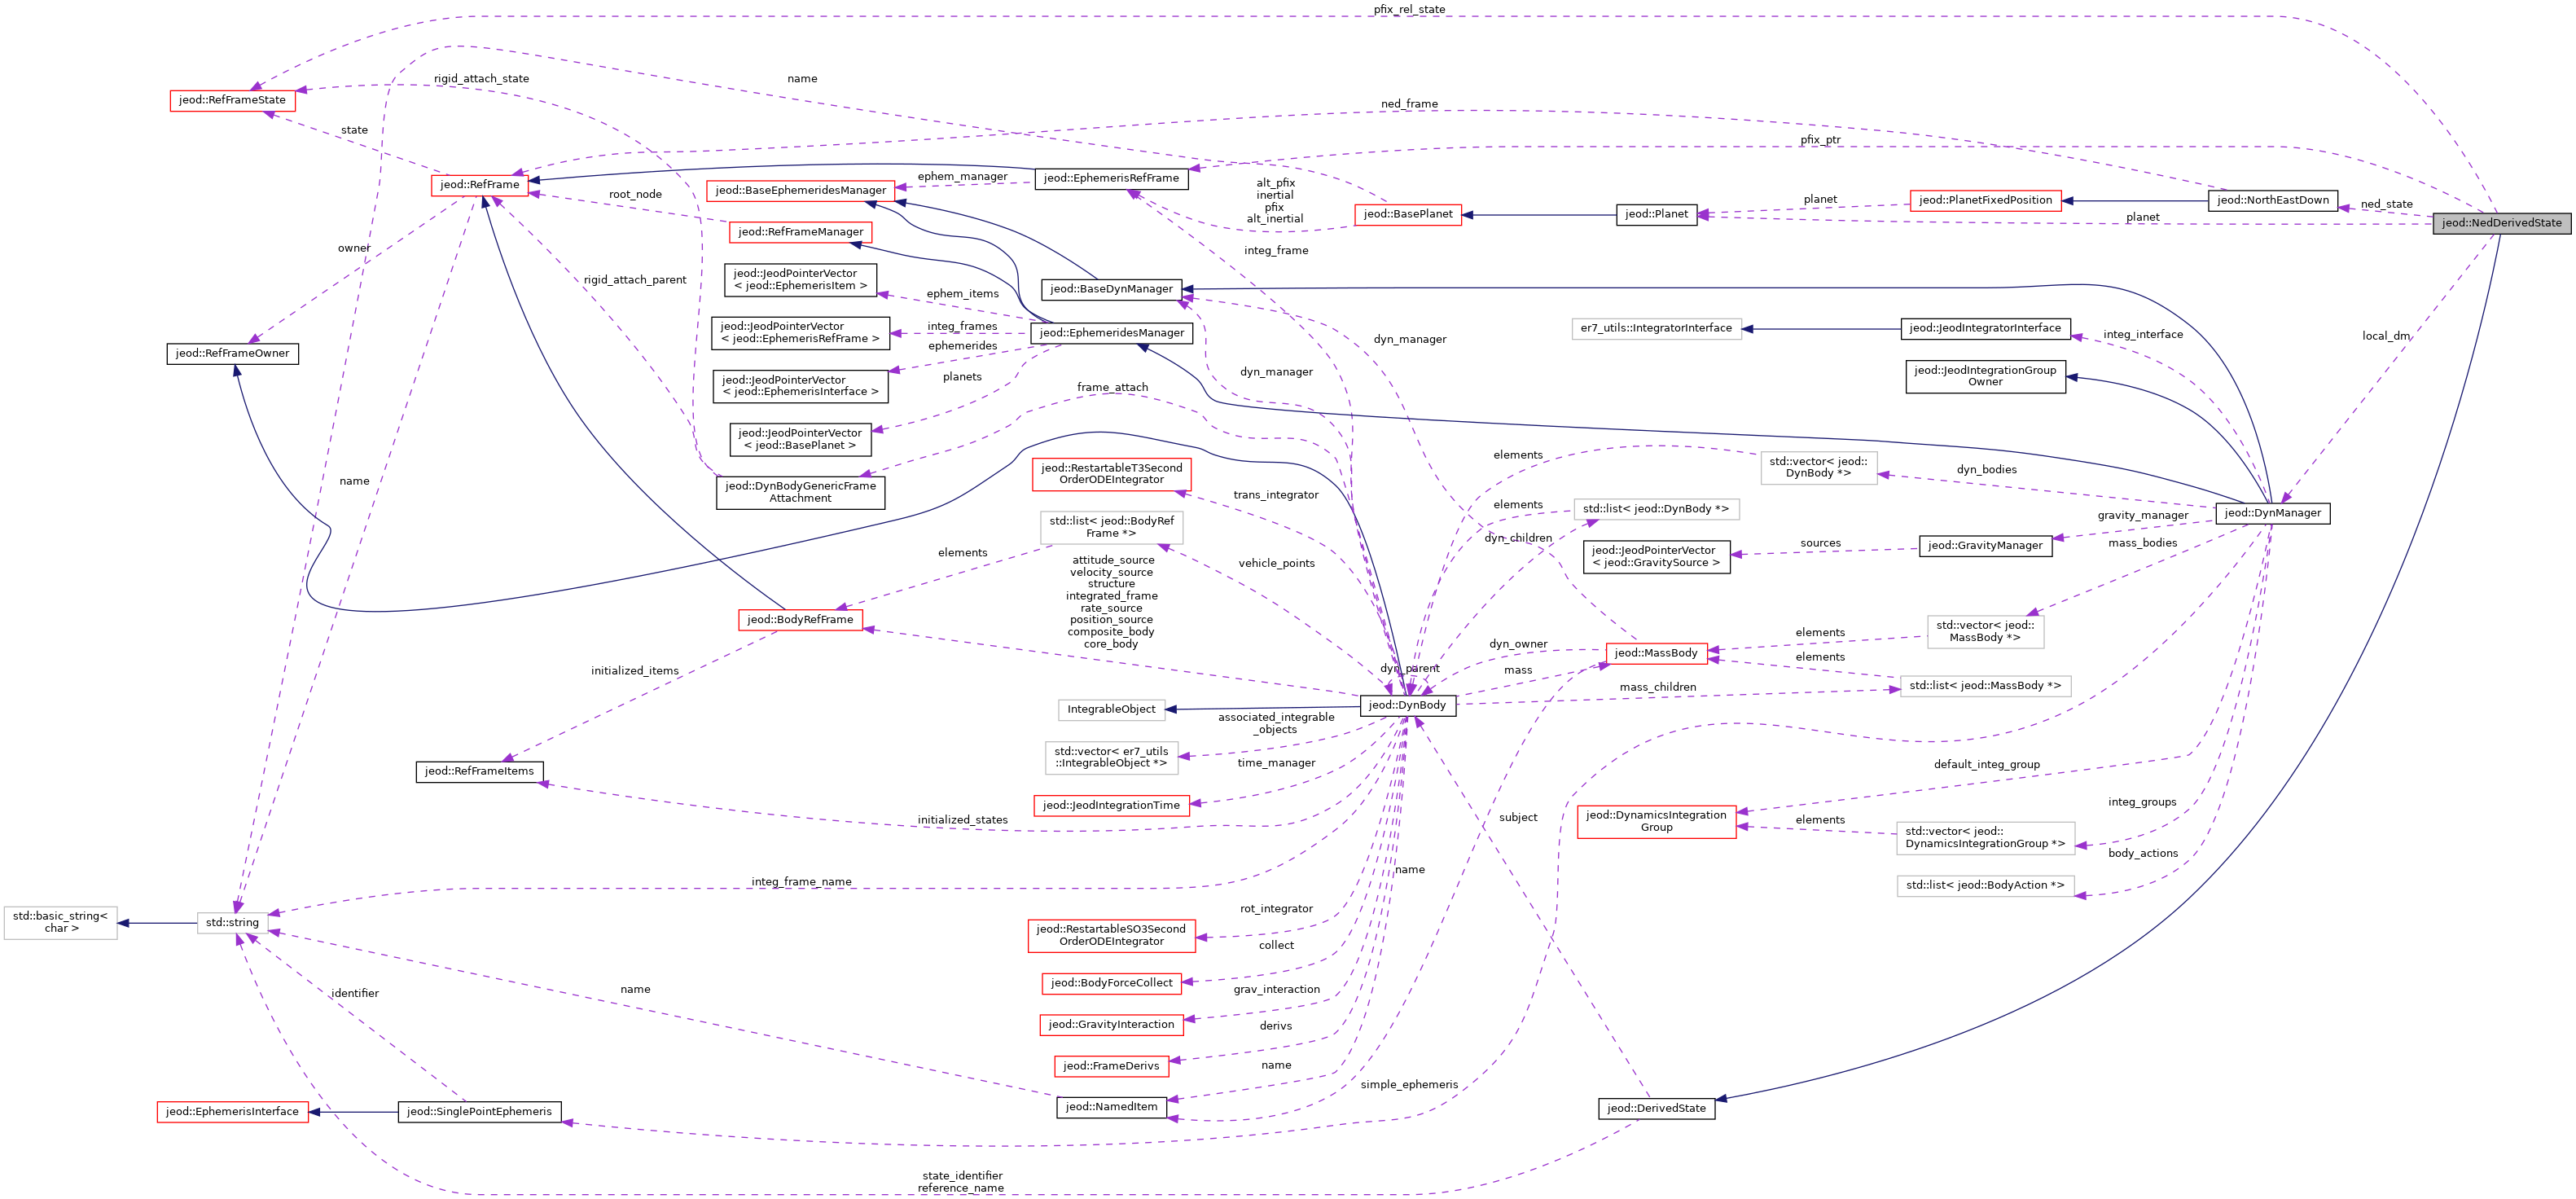 pfix_rel_state
name
rigid_attach_state
jeod::RefFrameState
ned_frame
state
pfix_ptr
jeod::RefFrame
jeod::BaseEphemeridesManager
ephem_manager
jeod::EphemerisRefFrame
alt_pfix
inertial
pfix
alt_inertial
jeod::BasePlanet
jeod::Planet
planet
jeod::PlanetFixedPosition
jeod::NorthEastDown
ned_state
planet
jeod::NedDerivedState
root_node
jeod::RefFrameManager
owner
integ_frame
rigid_attach_parent
jeod::JeodPointerVector
< jeod::EphemerisItem >
ephem_items
jeod::BaseDynManager
jeod::JeodPointerVector
< jeod::EphemerisRefFrame >
integ_frames
jeod::EphemeridesManager
dyn_manager
er7_utils::IntegratorInterface
jeod::JeodIntegratorInterface
integ_interface
local_dm
jeod::RefFrameOwner
ephemerides
jeod::JeodPointerVector
< jeod::EphemerisInterface >
planets
frame_attach
dyn_manager
jeod::JeodIntegrationGroup
Owner
jeod::JeodPointerVector
< jeod::BasePlanet >
jeod::DynBodyGenericFrame
Attachment
name
jeod::RestartableT3Second
OrderODEIntegrator
trans_integrator
elements
std::vector< jeod::
DynBody *>
dyn_bodies
elements
std::list< jeod::DynBody *>
jeod::DynManager
gravity_manager
std::list< jeod::BodyRef
Frame *>
elements
vehicle_points
dyn_children
jeod::JeodPointerVector
< jeod::GravitySource >
sources
jeod::GravityManager
mass_bodies
attitude_source
velocity_source
structure
integrated_frame
rate_source
position_source
composite_body
core_body
jeod::BodyRefFrame
std::vector< jeod::
MassBody *>
elements
dyn_owner
jeod::MassBody
elements
dyn_parent
mass
initialized_items
mass_children
std::list< jeod::MassBody *>
IntegrableObject
jeod::DynBody
associated_integrable
_objects
std::vector< er7_utils
::IntegrableObject *>
time_manager
jeod::RefFrameItems
default_integ_group
jeod::JeodIntegrationTime
initialized_states
subject
jeod::DynamicsIntegration
Group
elements
integ_groups
std::vector< jeod::
DynamicsIntegrationGroup *>
body_actions
std::list< jeod::BodyAction *>
integ_frame_name
name
std::basic_string<
char >
std::string
rot_integrator
jeod::RestartableSO3Second
OrderODEIntegrator
collect
jeod::BodyForceCollect
identifier
name
grav_interaction
jeod::GravityInteraction
derivs
jeod::FrameDerivs
name
simple_ephemeris
jeod::EphemerisInterface
jeod::SinglePointEphemeris
jeod::NamedItem
jeod::DerivedState
state_identifier
reference_name